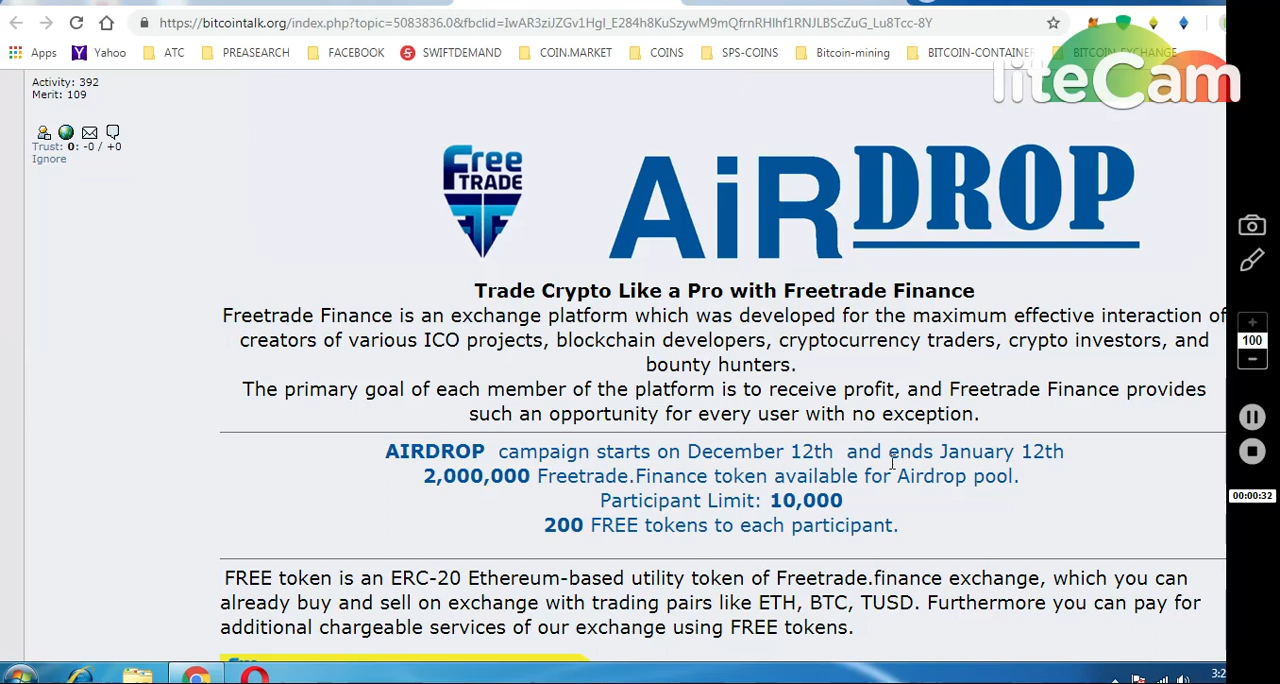 https://bitcointalk.org/index.php?topic=5083836.0&fbclid=IwAR3ziJZGv1HgI_E284h8KuSzywM9mQfrnRHIhf1RNJLBScZuG_Lu8Tcc-8Y
Apps Yahoo ATC PREASEARCH FACEBOOK SWIFTDEMAND COIN.MARKET COINS SPS-COINS Bitcoin-mining BITCOIN-CONTAINER BITCOIN-EXCHANGE
liteCam
Activity: 392
Merit: 109
Trust: 0: -0 / +0
Ignore
Free
TRADE
AiRDROP
Trade Crypto Like a Pro with Freetrade Finance
Freetrade Finance is an exchange platform which was developed for the maximum effective interaction of
creators of various ICO projects, blockchain developers, cryptocurrency traders, crypto investors, and
bounty hunters.
The primary goal of each member of the platform is to receive profit, and Freetrade Finance provides
such an opportunity for every user with no exception.
AIRDROP campaign starts on December 12th and ends January 12th
2,000,000 Freetrade.Finance token available for Airdrop pool.
Participant Limit: 10,000
200 FREE tokens to each participant.
FREE token is an ERC-20 Ethereum-based utility token of Freetrade.finance exchange, which you can
already buy and sell on exchange with trading pairs like ETH, BTC, TUSD. Furthermore you can pay for
additional chargeable services of our exchange using FREE tokens.
100
00:00:32